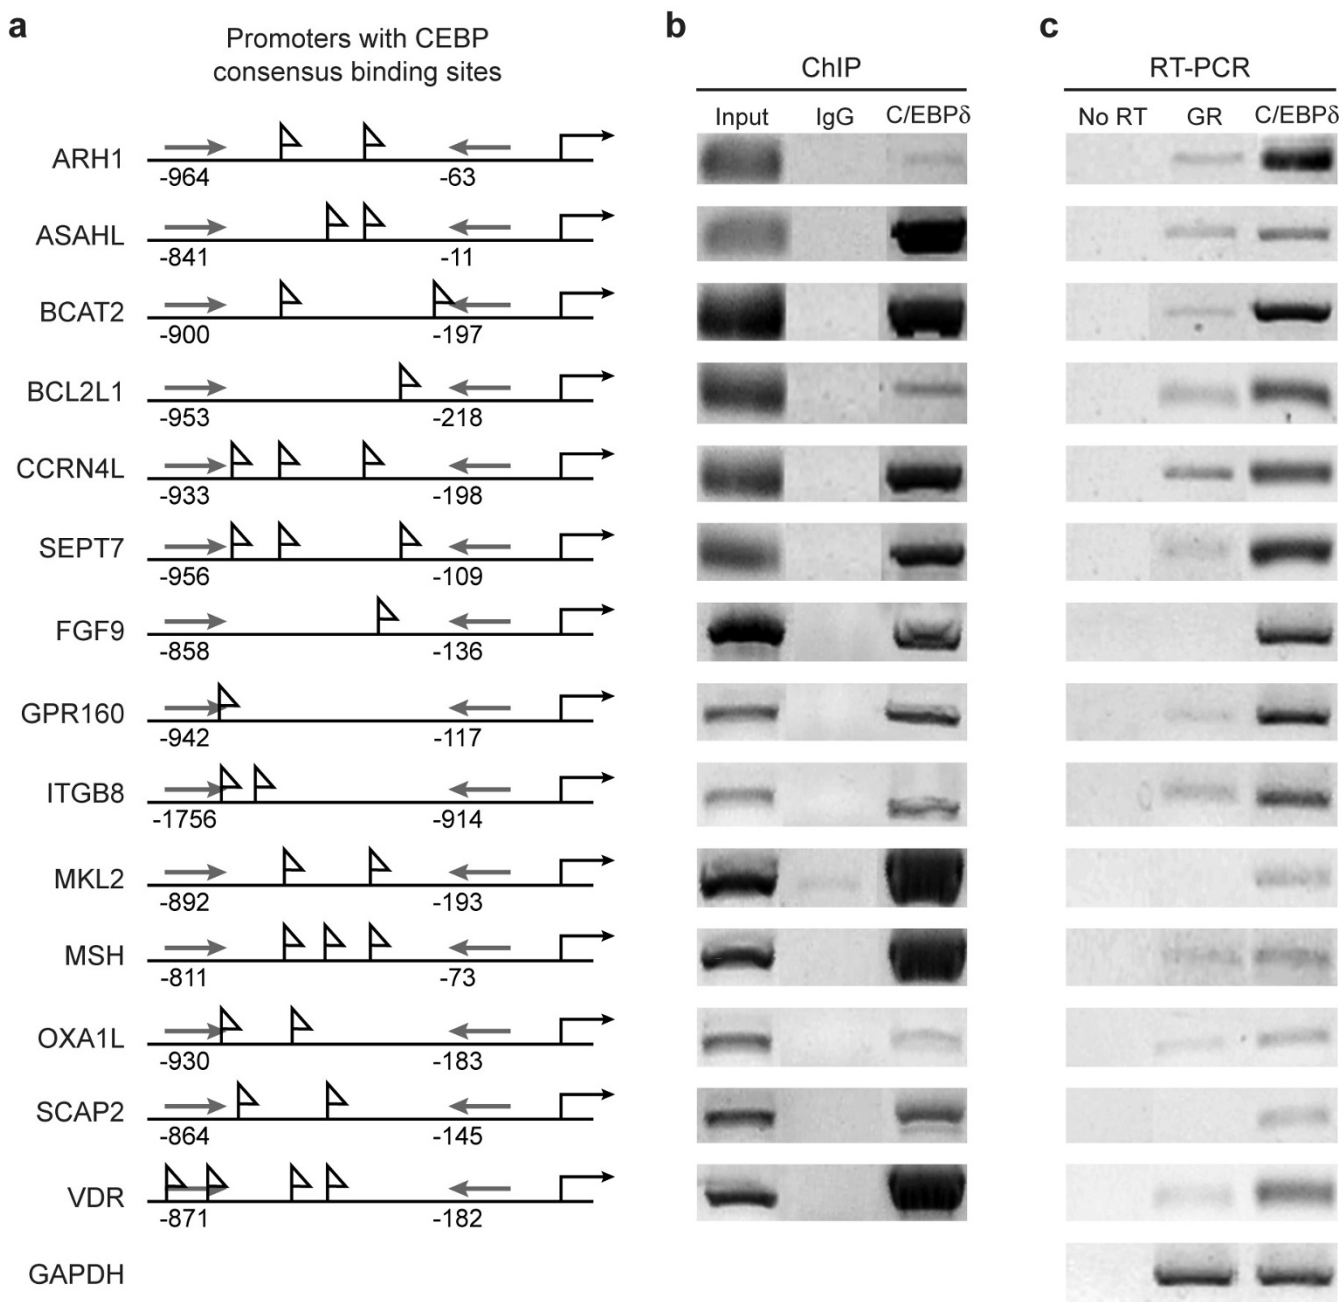 a
Promoters with CEBP
consensus binding sites
ARH1
-964 -63
ASAHL
-841 -11
BCAT2
-900 -197
BCL2L1
-953 -218
CCRN4L
-933 -198
SEPT7
-956 -109
FGF9
-858 -136
GPR160
-942 -117
ITGB8
-1756 -914
MKL2
-892 -193
MSH
-811 -73
OXA1L
-930 -183
SCAP2
-864 -145
VDR
-871 -182
GAPDH
b
ChIP
Input IgG C/EBPδ
c
RT-PCR
No RT GR C/EBPδ